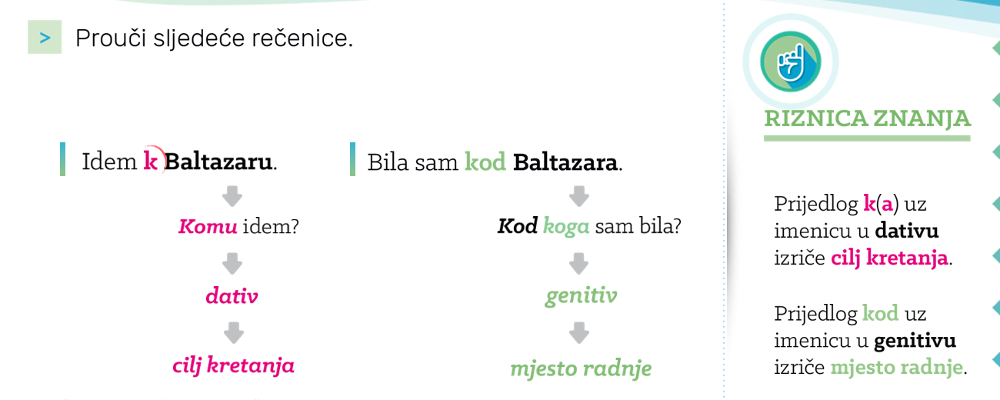 > Prouči sljedeće rečenice.
Idem k Baltazaru.
Komu idem?
dativ
cilj kretanja
Bila sam kod Baltazara.
Kod koga sam bila?
genitiv
mjesto radnje
RIZNICA ZNANJA
Prijedlog k(a) uz
imenicu u dativu
izriče cilj kretanja.
Prijedlog kod uz
imenicu u genitivu
izriče mjesto radnje.